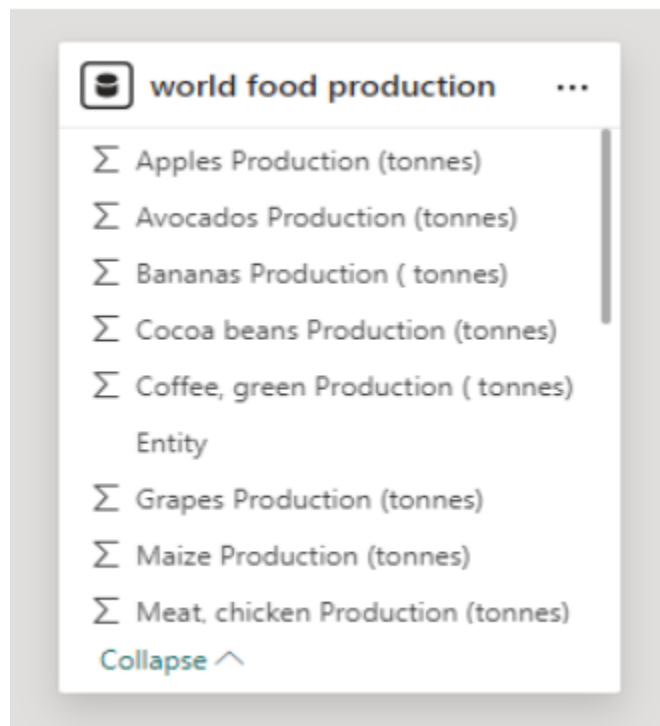 world food production ...
Σ Apples Production (tonnes)
Σ Avocados Production (tonnes)
Σ Bananas Production ( tonnes)
Σ Cocoa beans Production (tonnes)
Σ Coffee, green Production ( tonnes)
Entity
Σ Grapes Production (tonnes)
Σ Maize Production (tonnes)
Σ Meat, chicken Production (tonnes)
Collapse